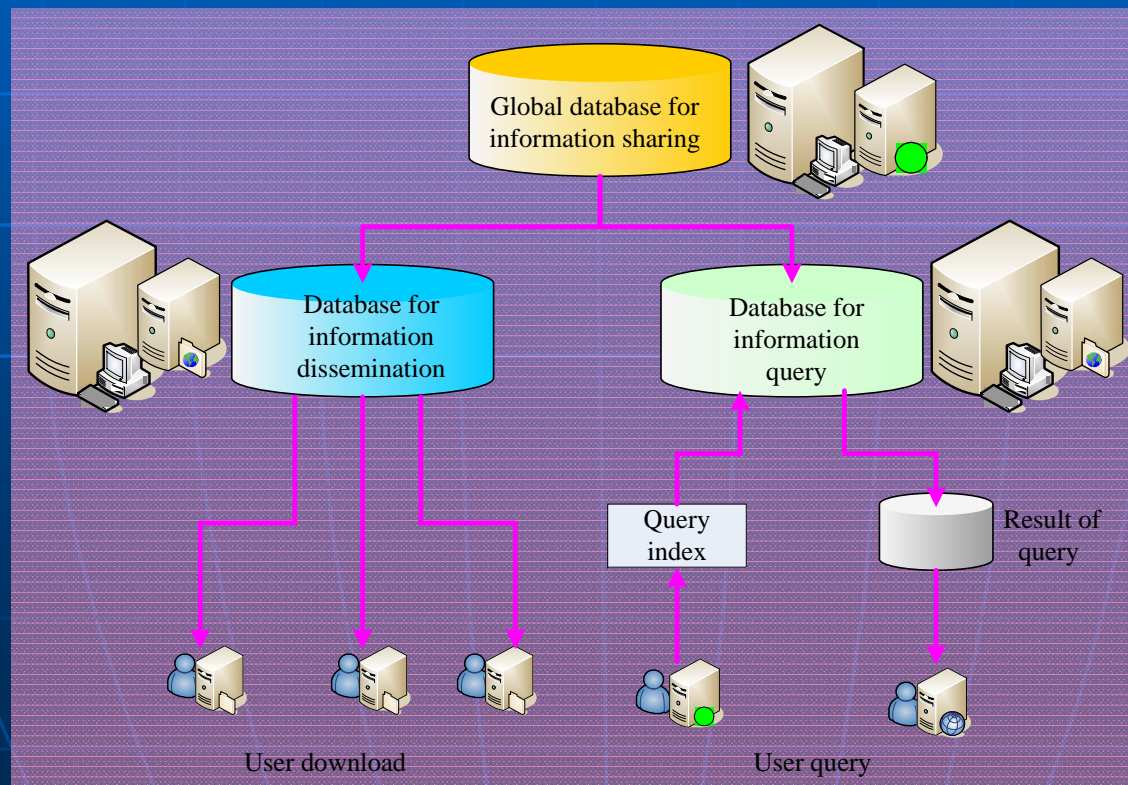 Global database for
information sharing
Database for
information
dissemination
Database for
information
query
Query
index
Result of
query
User download
User query